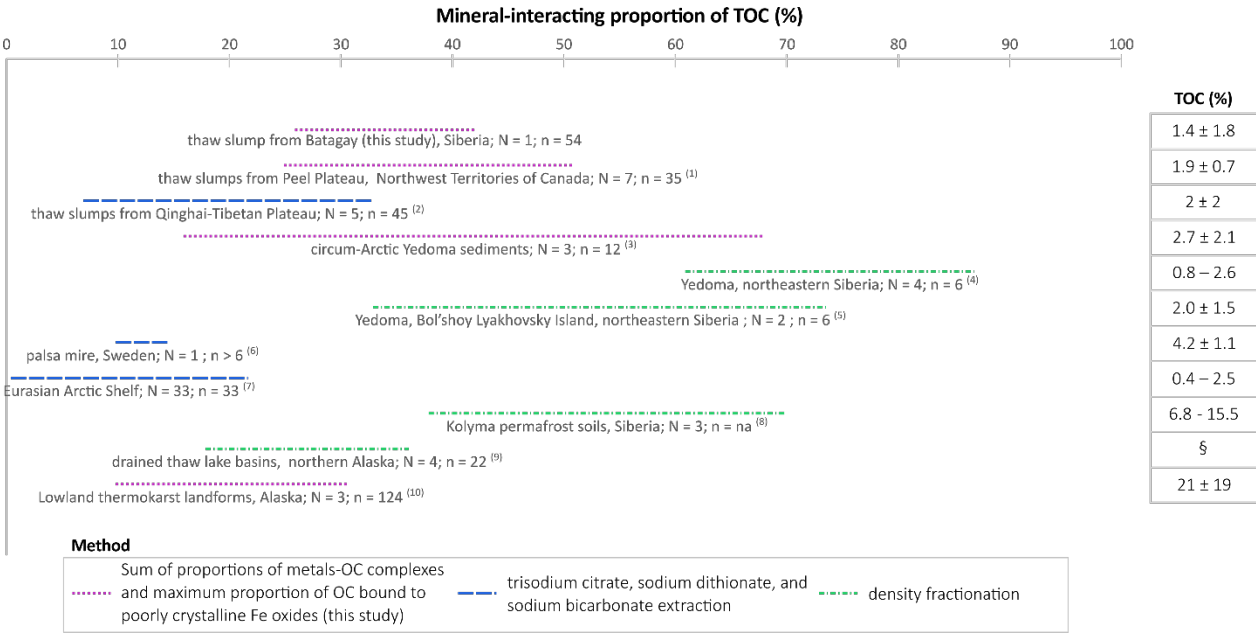 Mineral-interacting proportion of TOC (%)
0 10 20 30 40 50 60 70 80 90 100
TOC (%)
thaw slump from Batagay (this study), Siberia; N = 1; n = 54
1.4 ± 1.8
thaw slumps from Peel Plateau, Northwest Territories of Canada; N = 7; n = 35 (1)
1.9 ± 0.7
thaw slumps from Qinghai-Tibetan Plateau; N = 5; n = 45 (2)
2 ± 2
circum-Arctic Yedoma sediments; N = 3; n = 12 (3)
2.7 ± 2.1
Yedoma, northeastern Siberia; N = 4; n = 6 (4)
0.8 – 2.6
Yedoma, Bol’shoy Lyakhovsky Island, northeastern Siberia ; N = 2 ; n = 6 (5)
2.0 ± 1.5
palsa mire, Sweden; N = 1 ; n > 6 (6)
4.2 ± 1.1
Eurasian Arctic Shelf; N = 33; n = 33 (7)
0.4 – 2.5
Kolyma permafrost soils, Siberia; N = 3; n = na (8)
6.8 - 15.5
drained thaw lake basins, northern Alaska; N = 4; n = 22 (9)
§
Lowland thermokarst landforms, Alaska; N = 3; n = 124 (10)
21 ± 19
Method
Sum of proportions of metals-OC complexes
and maximum proportion of OC bound to
poorly crystalline Fe oxides (this study)
trisodium citrate, sodium dithionate, and
sodium bicarbonate extraction
density fractionation